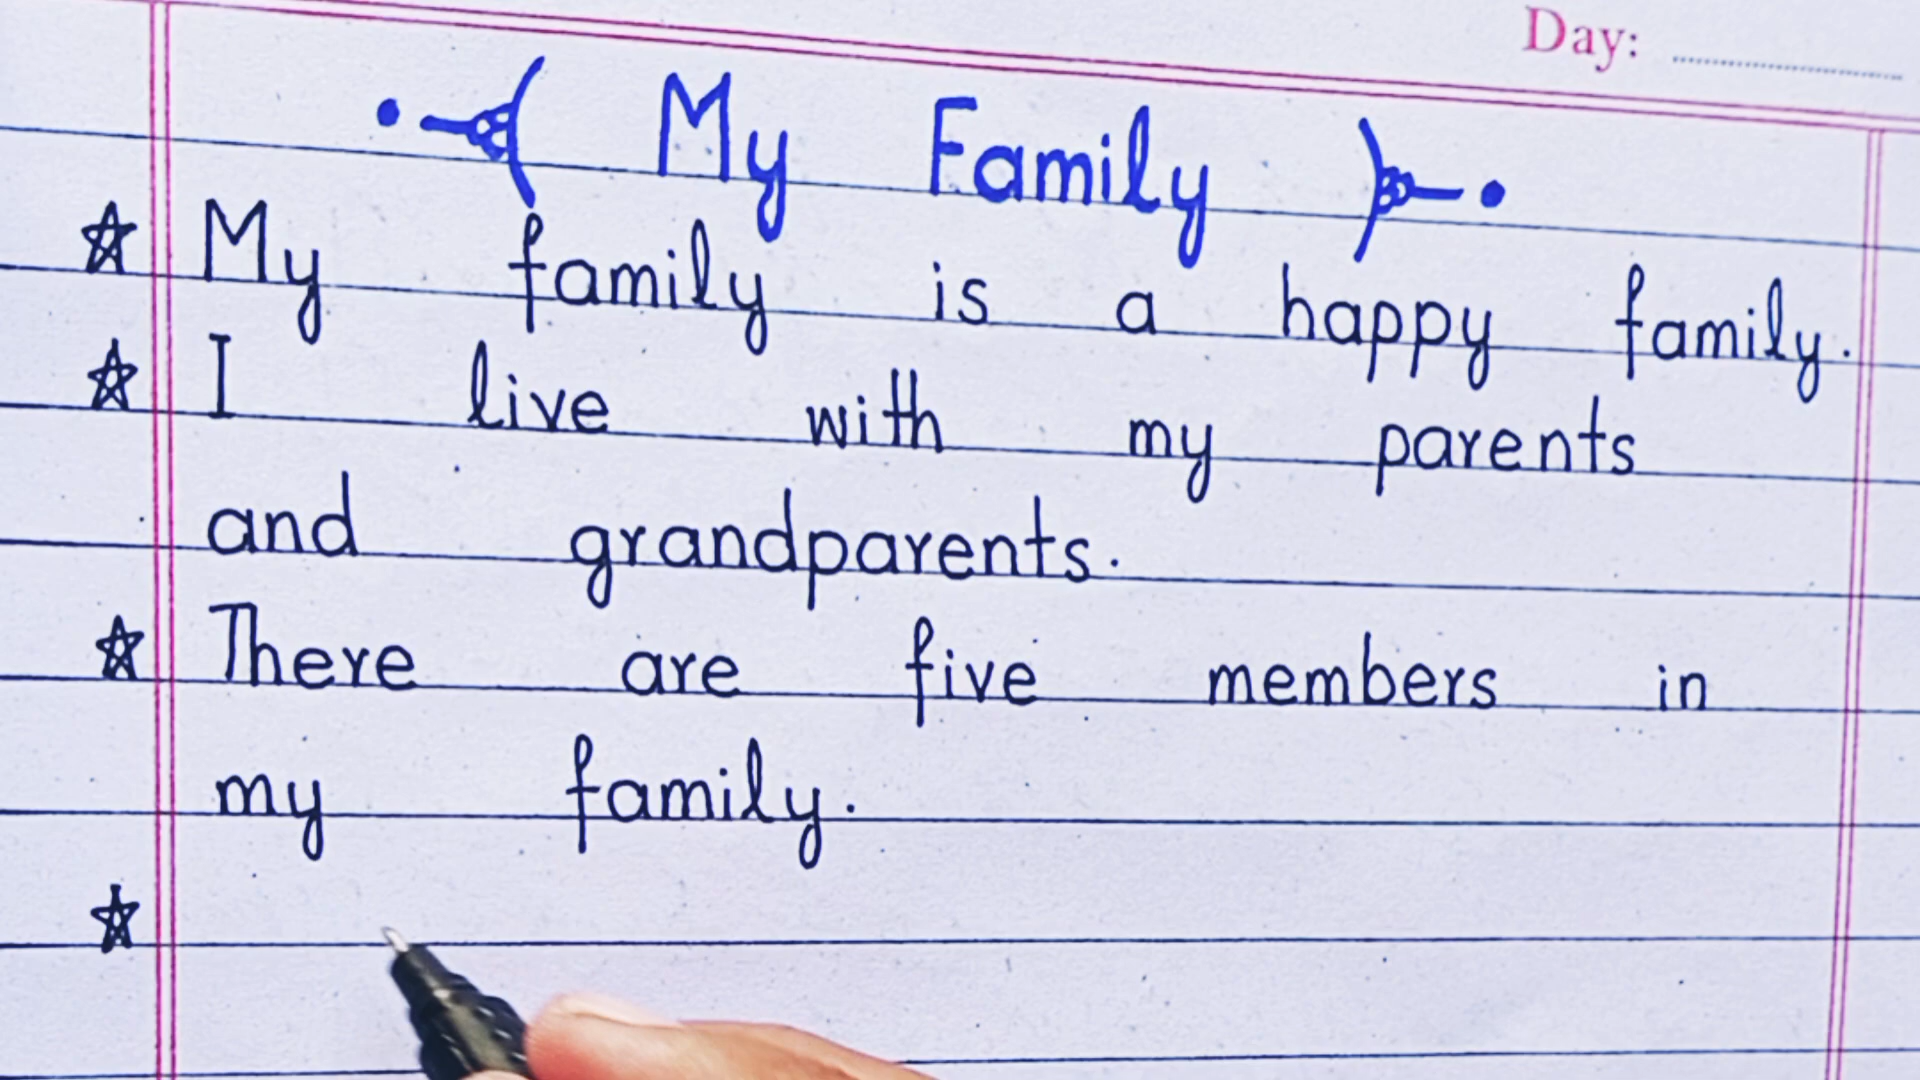 Day:
My Family
My family is a happy family.
I live with my parents
and grandparents.
There are five members in
my family.